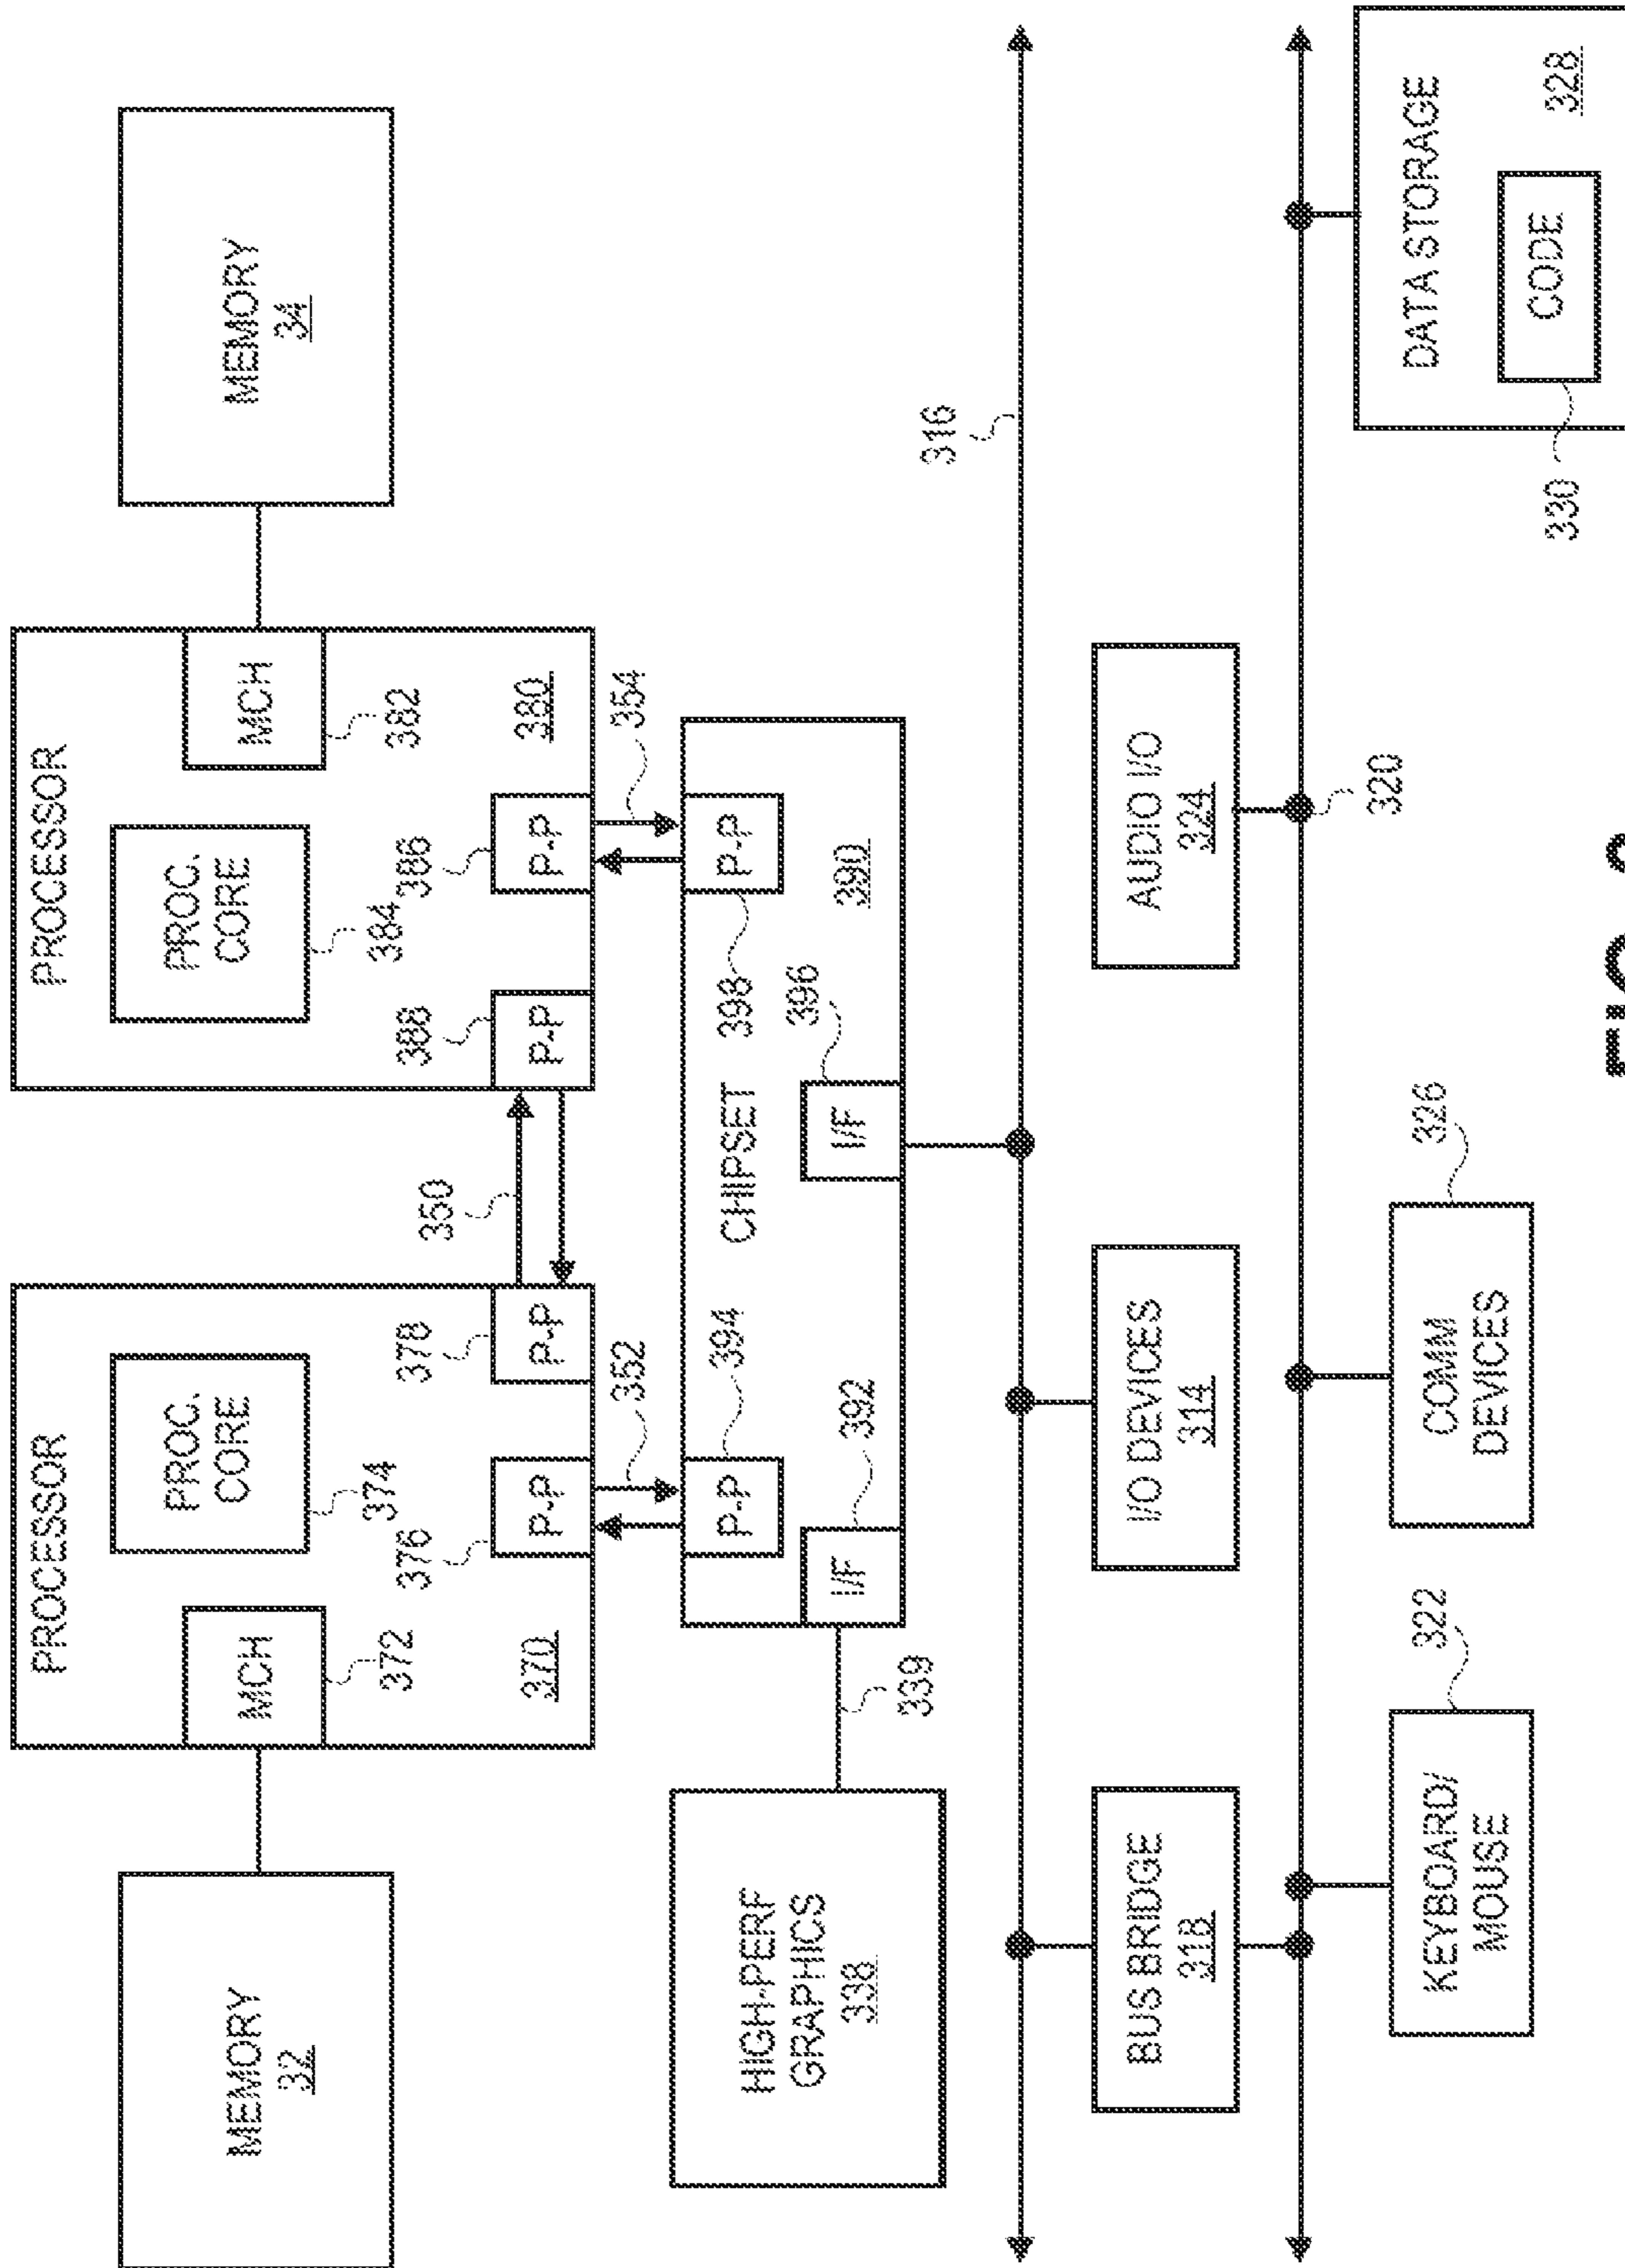 PROCESSOR
PROCESSOR
MEMORY
32
MCH
372
PROC.
CORE
374
370
376
P-P
378
P-P
350
388
P-P
PROC.
CORE
384
386
P-P
MCH
382
380
MEMORY
34
352
354
HIGH-PERF
GRAPHICS
338
339
I/F
392
P-P
394
CHIPSET
I/F
396
P-P
398
390
316
BUS BRIDGE
318
I/O DEVICES
314
AUDIO I/O
324
320
KEYBOARD/
MOUSE
322
COMM
DEVICES
326
DATA STORAGE
328
CODE
330